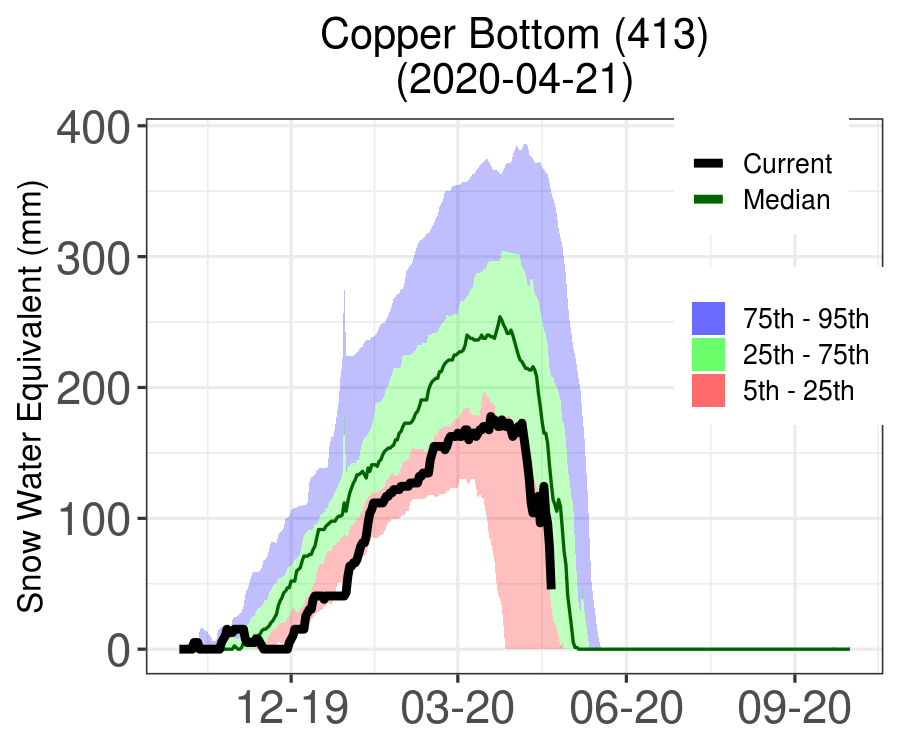 Copper Bottom (413)
(2020-04-21)
Snow Water Equivalent (mm)
400
300
200
100
0
12-19
03-20
06-20
09-20
Current
Median
75th - 95th
25th - 75th
5th - 25th